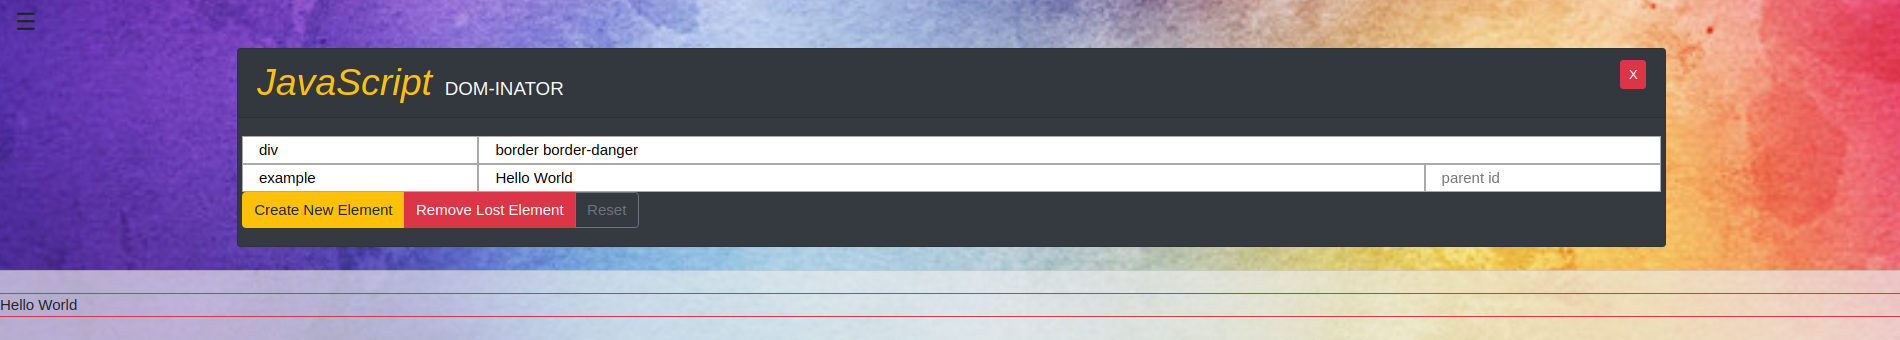 ☰
JavaScript DOM-INATOR X
div border border-danger
example Hello World parent id
Create New Element Remove Lost Element Reset
Hello World